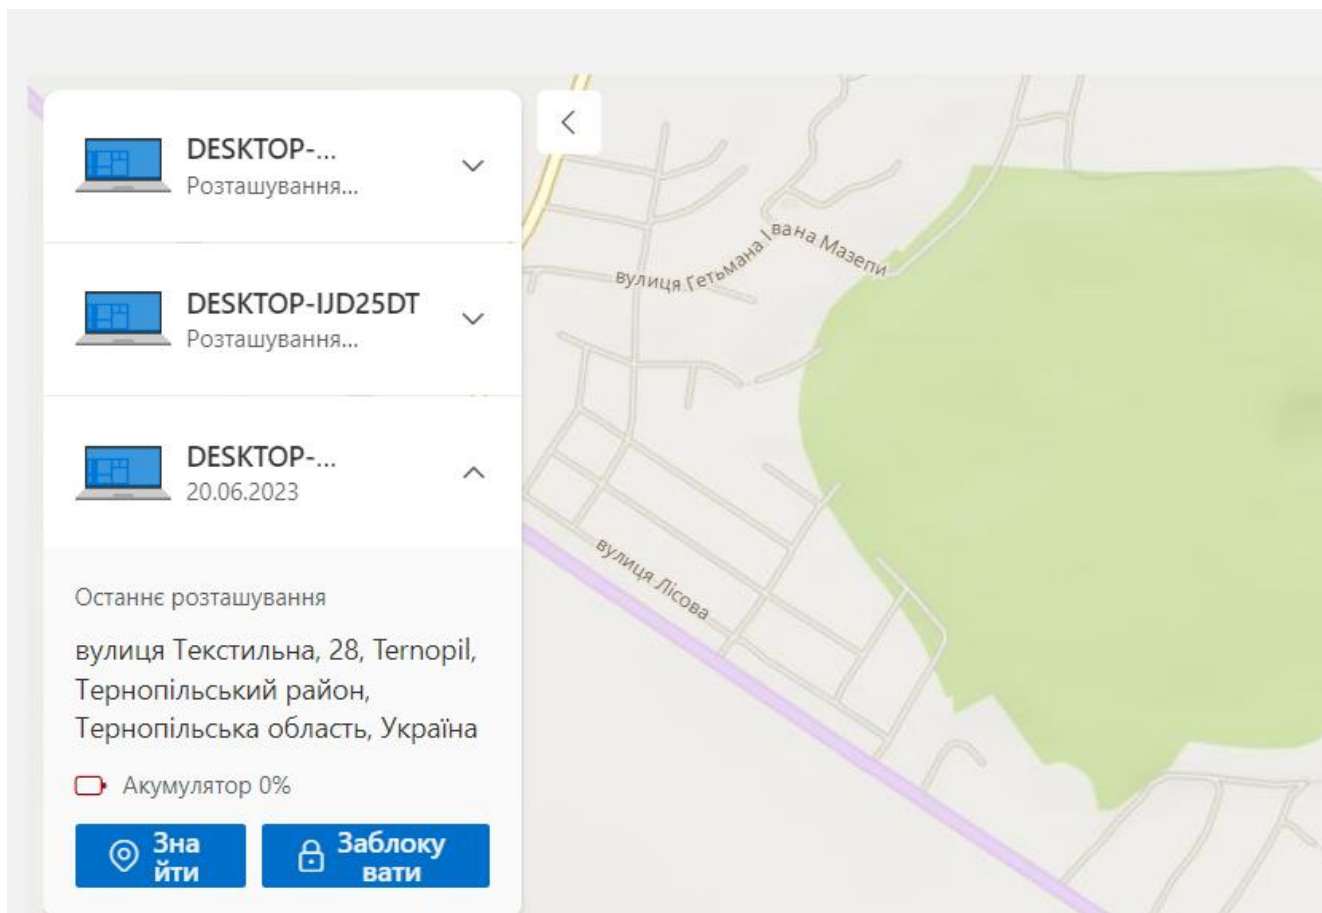 DESKTOP-...
Розташування...
DESKTOP-IJD25DT
Розташування...
DESKTOP-...
20.06.2023
Останнє розташування
вулиця Текстильна, 28, Ternopil,
Тернопільський район,
Тернопільська область, Україна
Акумулятор 0%
Зна
йти
Заблоку
вати
вулиця Гетьмана Івана Мазепи
вулиця Лісова